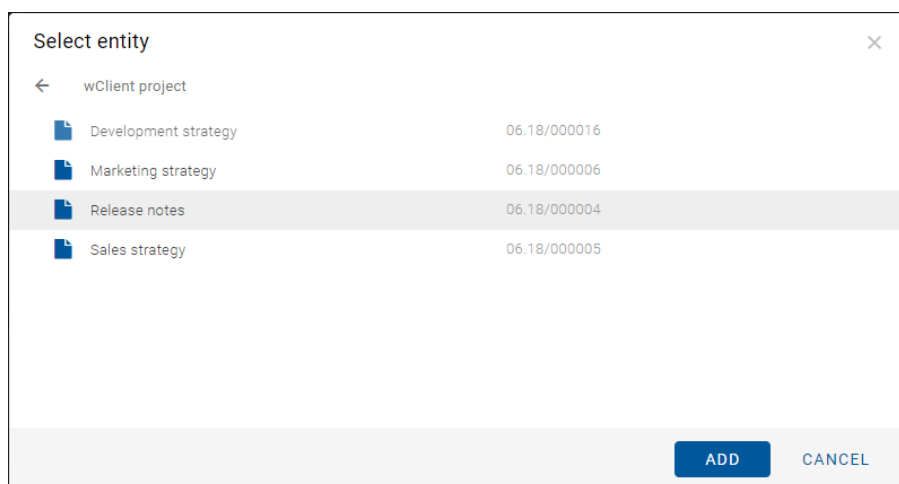 Select entity
wClient project
Development strategy 06.18/000016
Marketing strategy 06.18/000006
Release notes 06.18/000004
Sales strategy 06.18/000005
ADD CANCEL